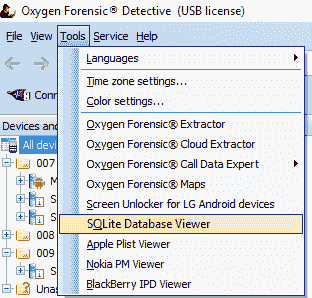 Oxygen Forensic® Detective (USB license)
File View Tools Service Help
Languages
Time zone settings...
Color settings...
Conn
Oxygen Forensic® Extractor
Devices and
Oxygen Forensic® Cloud Extractor
All devi
Oxygen Forensic® Call Data Expert
007
Oxygen Forensic® Maps
M
Screen Unlocker for LG Android devices
S
SQLite Database Viewer
S
Apple Plist Viewer
008
Nokia PM Viewer
009
BlackBerry IPD Viewer
S
Unas